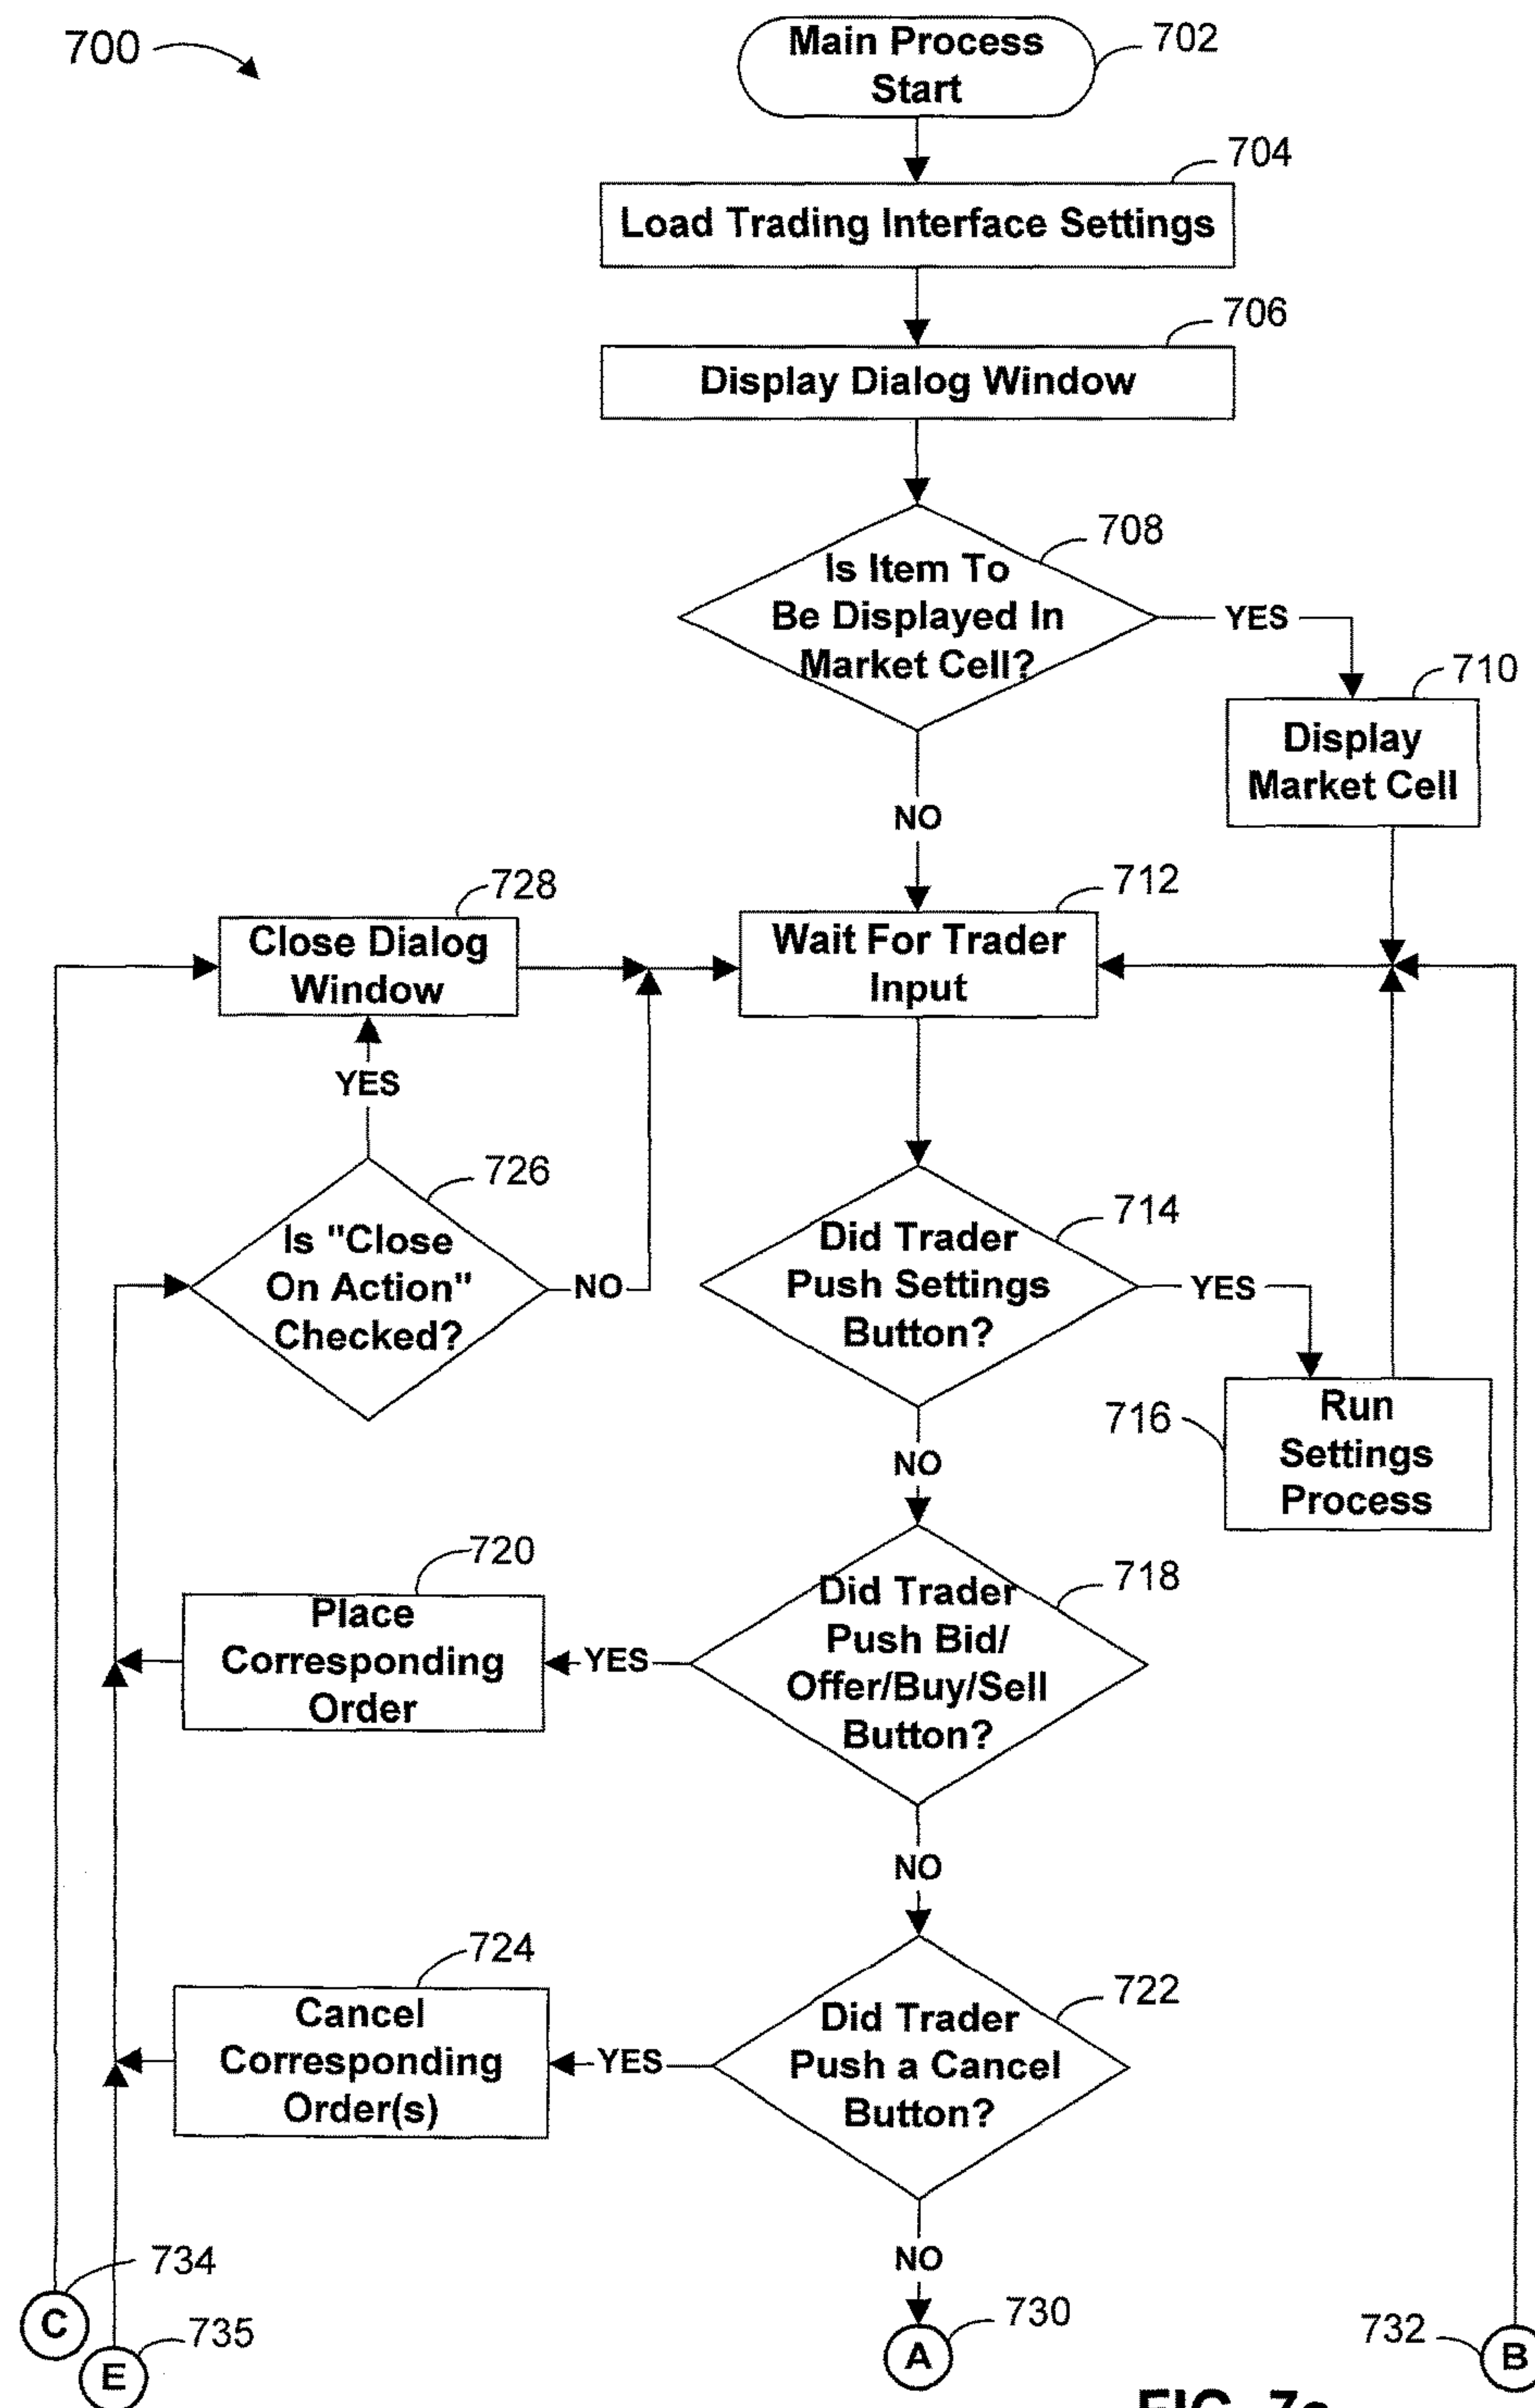 700
Main Process
Start
702
704
Load Trading Interface Settings
706
Display Dialog Window
708
Is Item To
Be Displayed In
Market Cell?
YES
710
Display
Market Cell
NO
728
Close Dialog
Window
712
Wait For Trader
Input
YES
726
Is "Close
On Action"
Checked?
NO
714
Did Trader
Push Settings
Button?
YES
716
Run
Settings
Process
NO
720
Place
Corresponding
Order
YES
718
Did Trader
Push Bid/
Offer/Buy/Sell
Button?
NO
724
Cancel
Corresponding
Order(s)
YES
722
Did Trader
Push a Cancel
Button?
NO
734
C
735
E
730
A
732
B